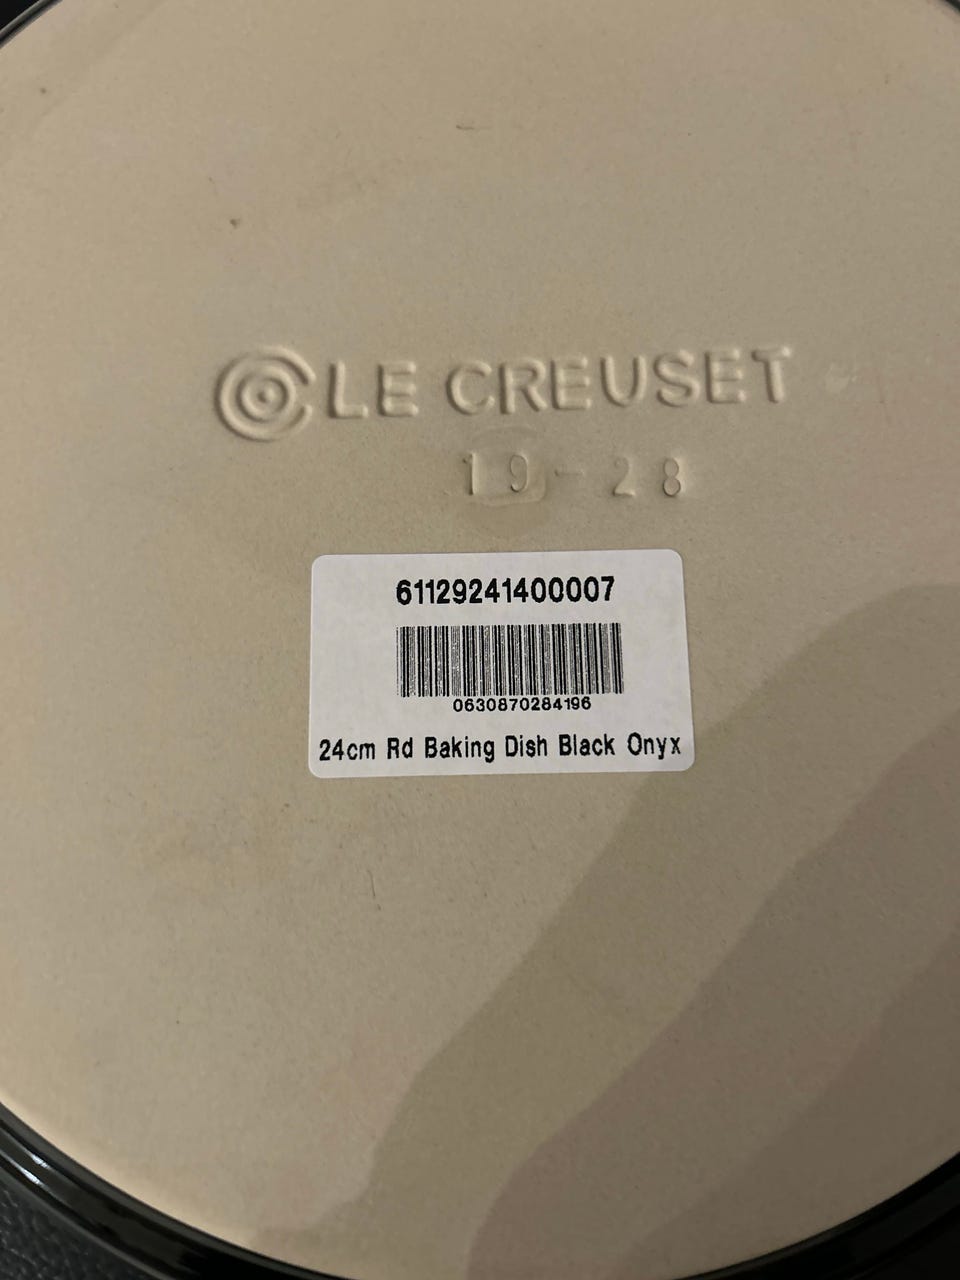 LE CREUSET
19-28
61129241400007
0630870284196
24cm Rd Baking Dish Black Onyx